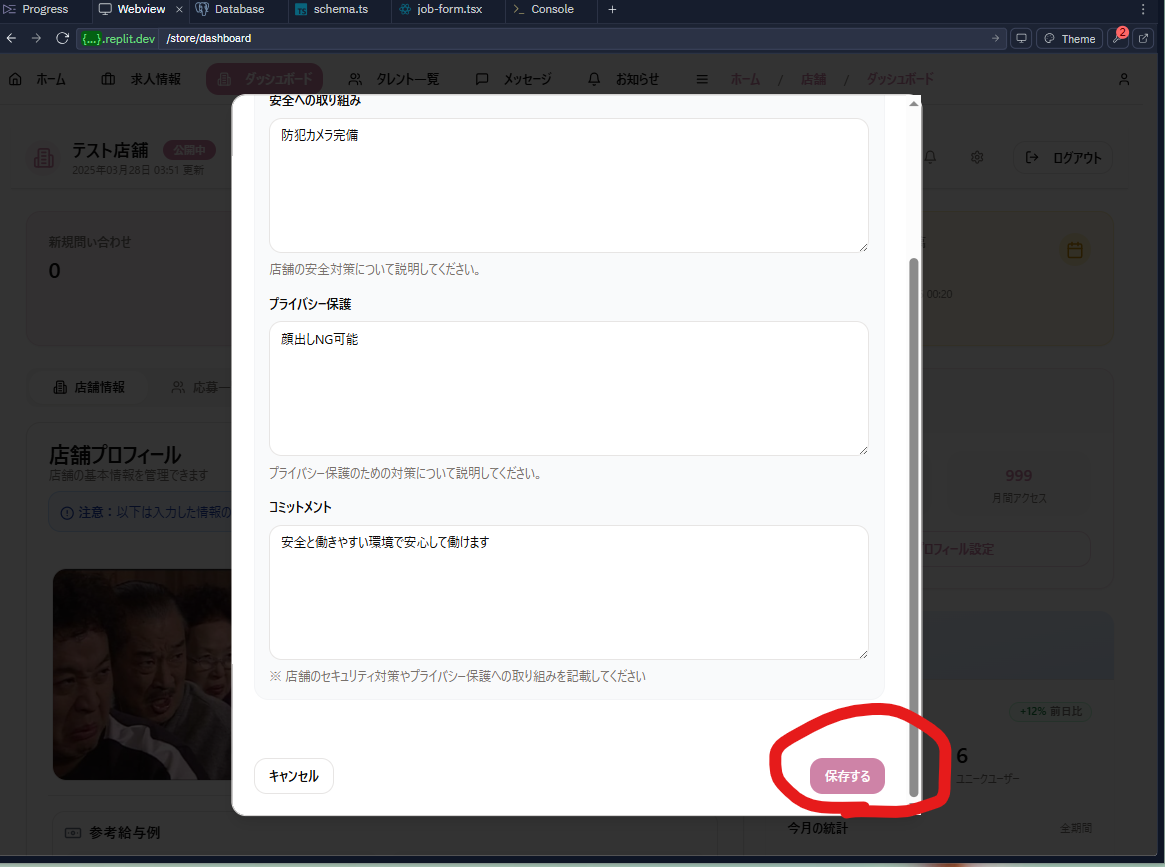 Progress
Webview
Database
schema.ts
job-form.tsx
Console
{...}.replit.dev /store/dashboard
Theme
2
ホーム
求人情報
ダッシュボード
タレント一覧
メッセージ
お知らせ
ホーム / 店舗 / ダッシュボード
テスト店舗
公開中
2025年03月28日 03:51 更新
ログアウト
新規問い合わせ
0
00:20
店舗情報
応募一
店舗プロフィール
店舗の基本情報を管理できます
注意：以下は入力した情報の
安全への取り組み
防犯カメラ完備
店舗の安全対策について説明してください。
プライバシー保護
顔出しNG可能
プライバシー保護のための対策について説明してください。
コミットメント
安全と働きやすい環境で安心して働けます
※ 店舗のセキュリティ対策やプライバシー保護への取り組みを記載してください
キャンセル
保存する
999
月間アクセス
ロフィール設定
+12% 前日比
6
ユニークユーザー
参考給与例
今月の統計
全期間